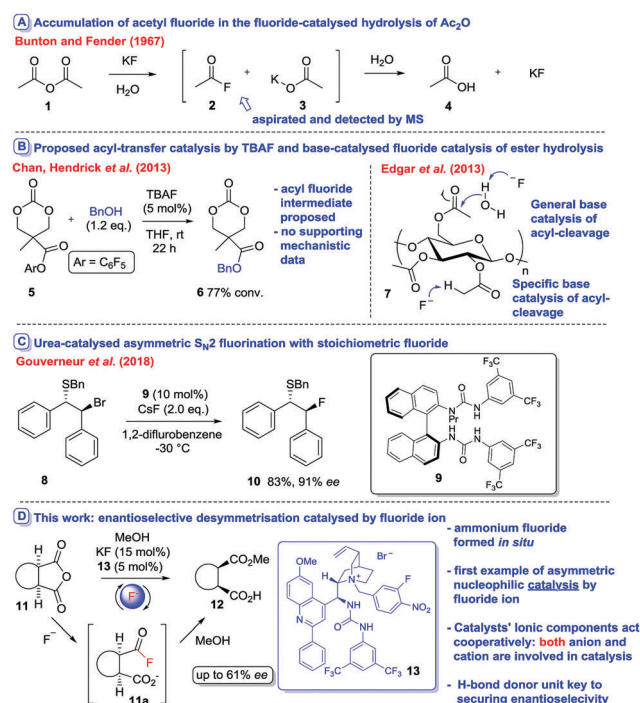 A Accumulation of acetyl fluoride in the fluoride-catalysed hydrolysis of Ac2O
Bunton and Fender (1967)
O O
O
1
KF
H2O
O
F
2
+
K
O
O
3
H2O
O
OH
4
+ KF
aspirated and detected by MS
B Proposed acyl-transfer catalysis by TBAF and base-catalysed fluoride catalysis of ester hydrolysis
Chan, Hendrick et al. (2013)
O
O O
ArO O
5
+
BnOH
(1.2 eq.)
Ar = C6F5
TBAF
(5 mol%)
THF, rt
22 h
O
O O
BnO O
6 77% conv.
- acyl fluoride
intermediate
proposed
- no supporting
mechanistic
data
Edgar et al. (2013)
O
O
H
⁻F
O H
O
O
O
O
O
n
7
F⁻
H
O
General base
catalysis of
acyl-cleavage
Specific base
catalysis of acyl-
cleavage
C Urea-catalysed asymmetric SN2 fluorination with stoichiometric fluoride
Gouverneur et al. (2018)
SBn
Br
8
9 (10 mol%)
CsF (2.0 eq.)
1,2-diflurobenzene
-30 °C
SBn
F
10 83%, 91% ee
F3C
CF3
O
N N
Pr H
H H
N N
O
CF3
F3C
9
D This work: enantioselective desymmetrisation catalysed by fluoride ion
H O
O
H O
11
MeOH
KF (15 mol%)
13 (5 mol%)
F⁻
CO2Me
CO2H
12
F⁻
H O
F
CO2⁻
H
11a
MeOH
up to 61% ee
OMe
H
N+
Br⁻
F
NO2
N
H
NH
O
NH
F3C
CF3
13
- ammonium fluoride
formed in situ
- first example of asymmetric
nucleophilic catalysis by
fluoride ion
- Catalysts' Ionic components act
cooperatively: both anion and
cation are involved in catalysis
- H-bond donor unit key to
securing enantioselecivity